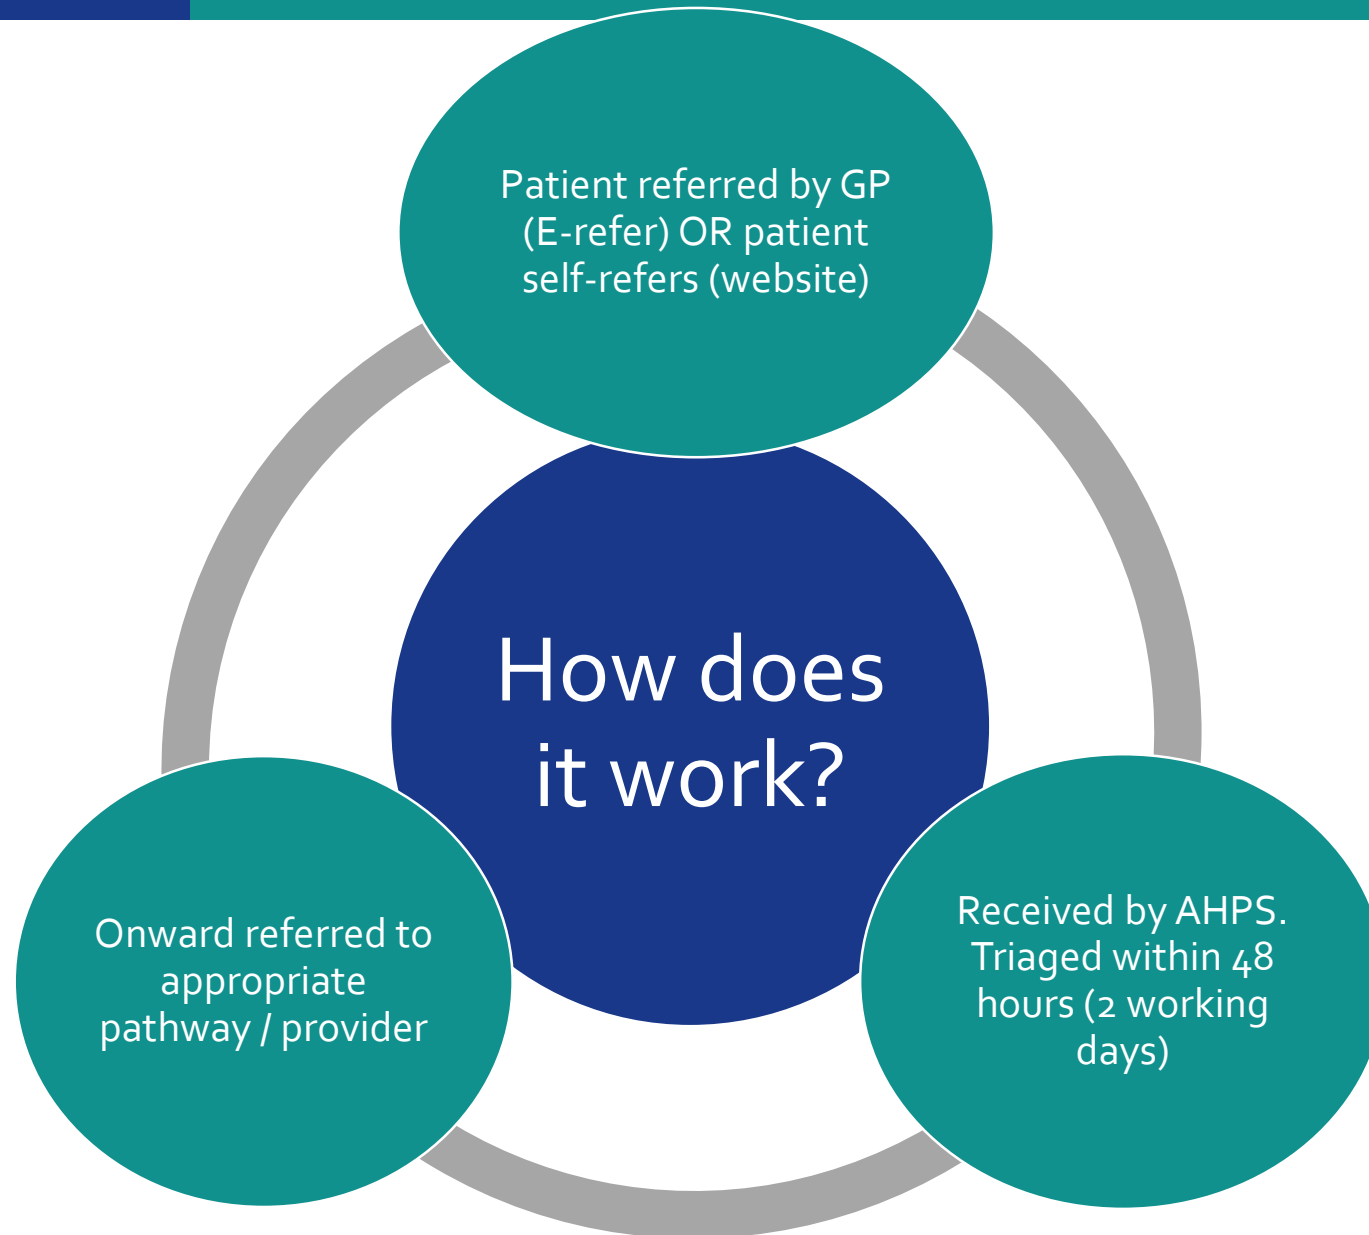 Patient referred by GP
(E-refer) OR patient
self-refers (website)
How does
it work?
Received by AHPS.
Triaged within 48
hours (2 working
days)
Onward referred to
appropriate
pathway / provider